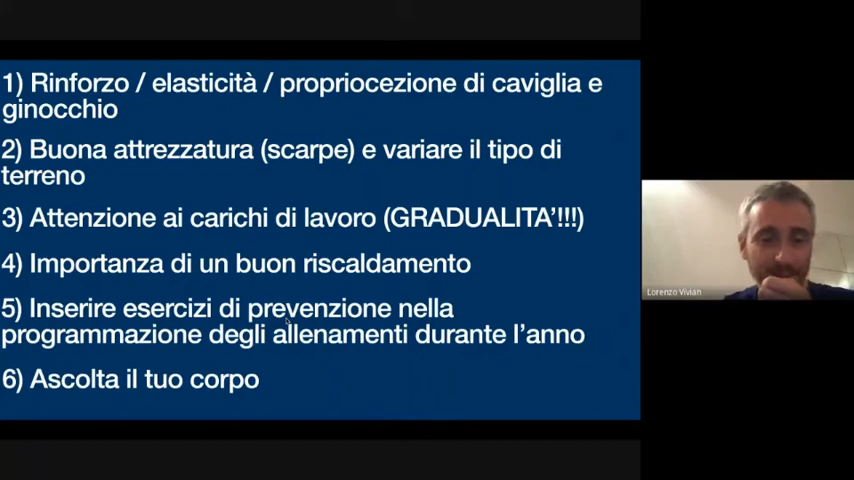 1) Rinforzo / elasticità / propriocezione di caviglia e
ginocchio
2) Buona attrezzatura (scarpe) e variare il tipo di
terreno
3) Attenzione ai carichi di lavoro (GRADUALITA'!!!)
4) Importanza di un buon riscaldamento
5) Inserire esercizi di prevenzione nella
programmazione degli allenamenti durante l'anno
6) Ascolta il tuo corpo
Lorenzo Vivian